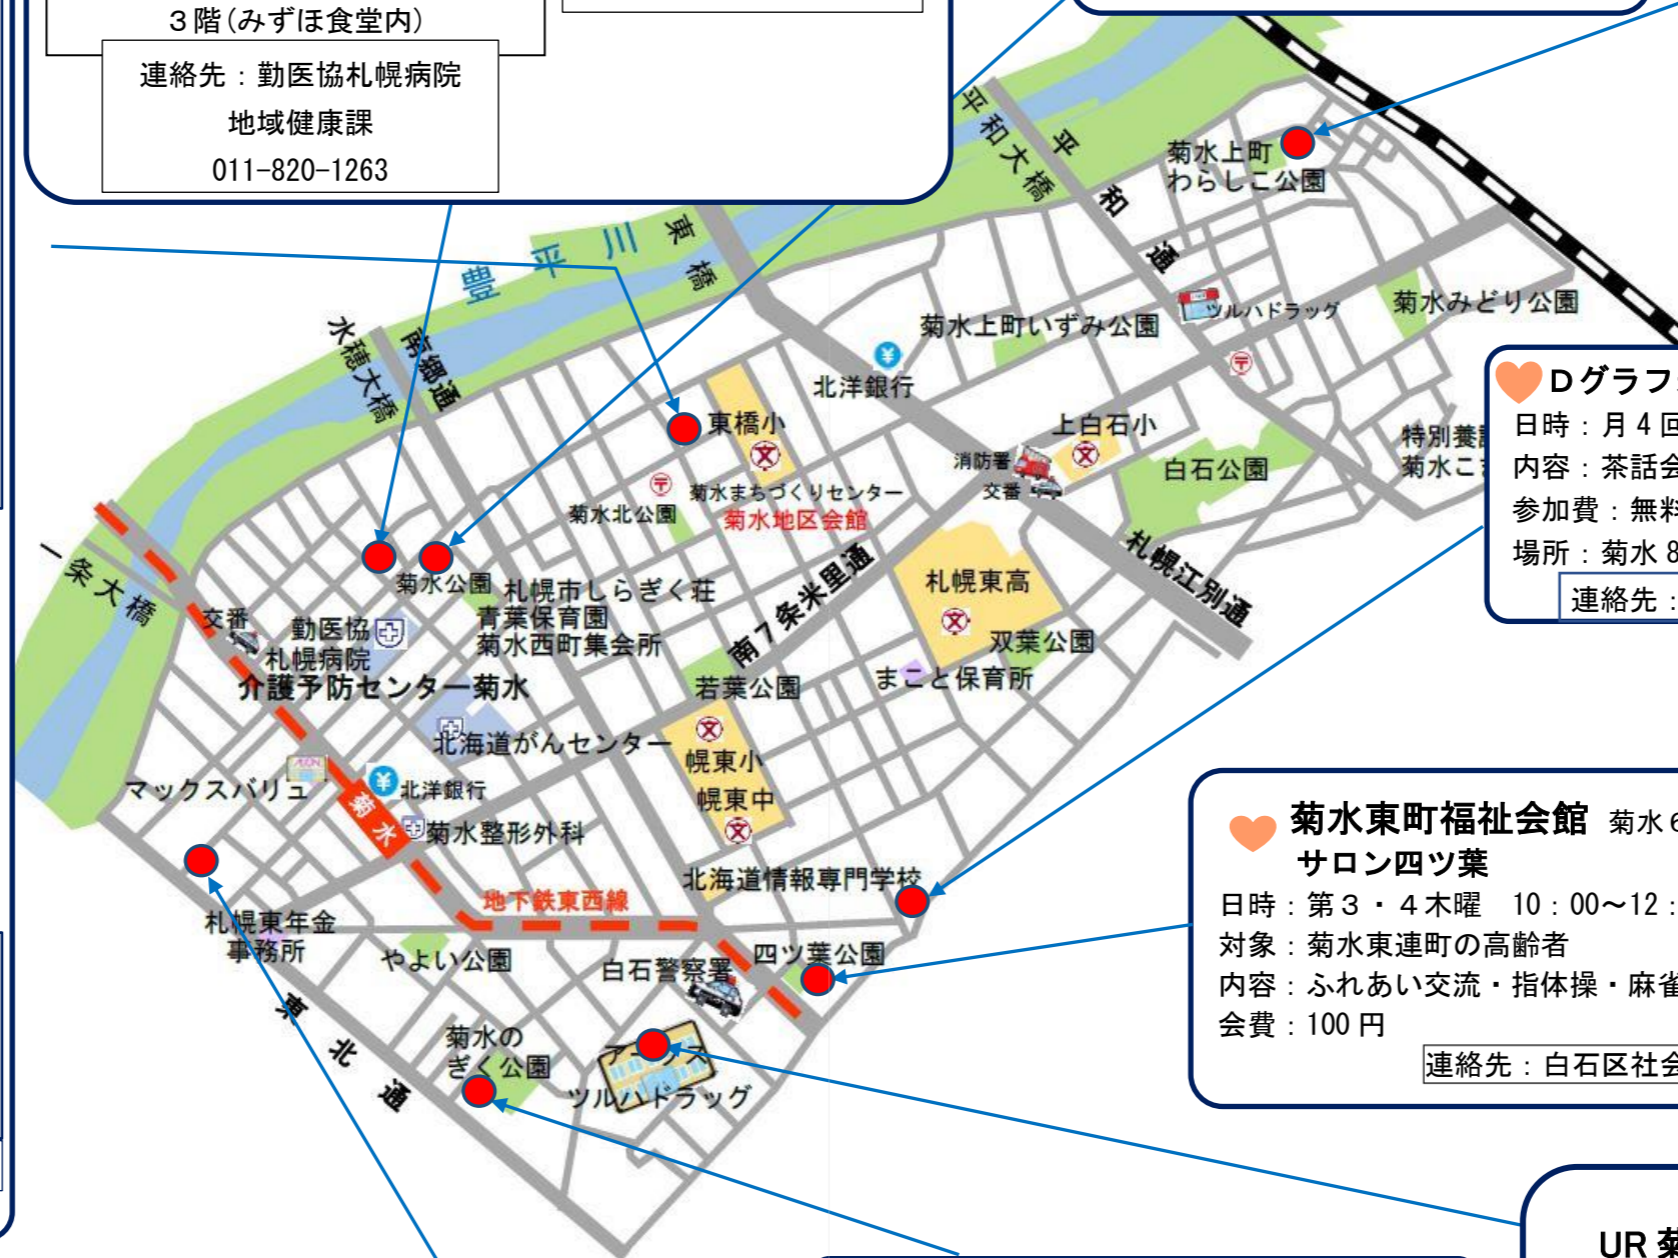 ３階(みずほ食堂内)
連絡先：勤医協札幌病院
地域健康課
011-820-1263
平和大橋
平和通
菊水上町
わらしこ公園
豊平川
東橋
水穂大橋
南郷通
菊水上町いずみ公園
ツルハドラッグ
菊水みどり公園
北洋銀行
東橋小
上白石小
消防署
交番
白石公園
特別養
菊水こ
菊水まちづくりセンター
菊水地区会館
菊水北公園
Ｄグラフ
日時：月４回
内容：茶話会
参加費：無料
場所：菊水８
連絡先：
一条大橋
交番
菊水公園
札幌市しらぎく荘
青葉保育園
菊水西町集会所
勤医協
札幌病院
介護予防センター菊水
南７条米里通
札幌東高
札幌江別通
双葉公園
まこと保育所
若葉公園
北海道がんセンター
幌東小
幌東中
マックスバリュ
菊水
北洋銀行
菊水整形外科
北海道情報専門学校
地下鉄東西線
札幌東年金
事務所
やよい公園
白石警察署
四ツ葉公園
東北通
菊水の
ぎく公園
アークス
ツルハドラッグ
菊水東町福祉会館 菊水６
サロン四ツ葉
日時：第３・４木曜　10：00～12：
対象：菊水東連町の高齢者
内容：ふれあい交流・指体操・麻雀
会費：100 円
連絡先：白石区社会
UR 菊